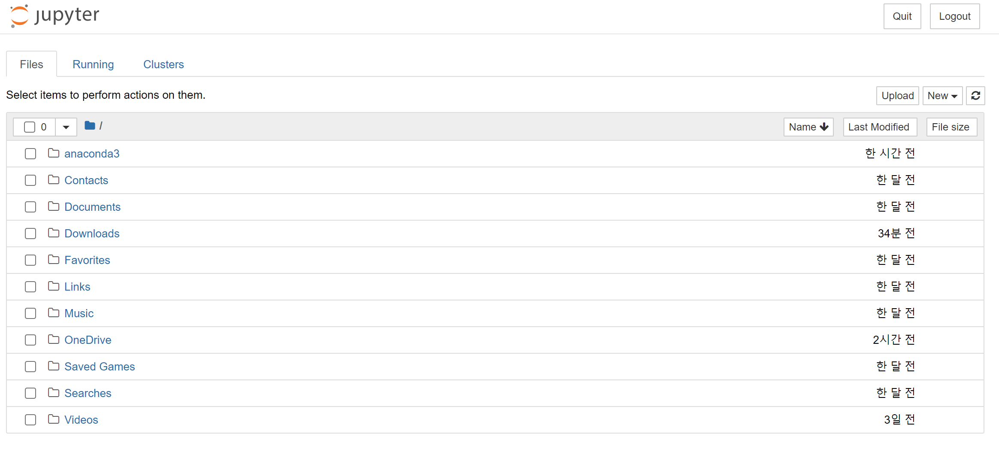 jupyter Quit Logout
Files Running Clusters
Select items to perform actions on them. Upload New
0 / Name Last Modified File size
anaconda3 한 시간 전
Contacts 한 달 전
Documents 한 달 전
Downloads 34분 전
Favorites 한 달 전
Links 한 달 전
Music 한 달 전
OneDrive 2시간 전
Saved Games 한 달 전
Searches 한 달 전
Videos 3일 전